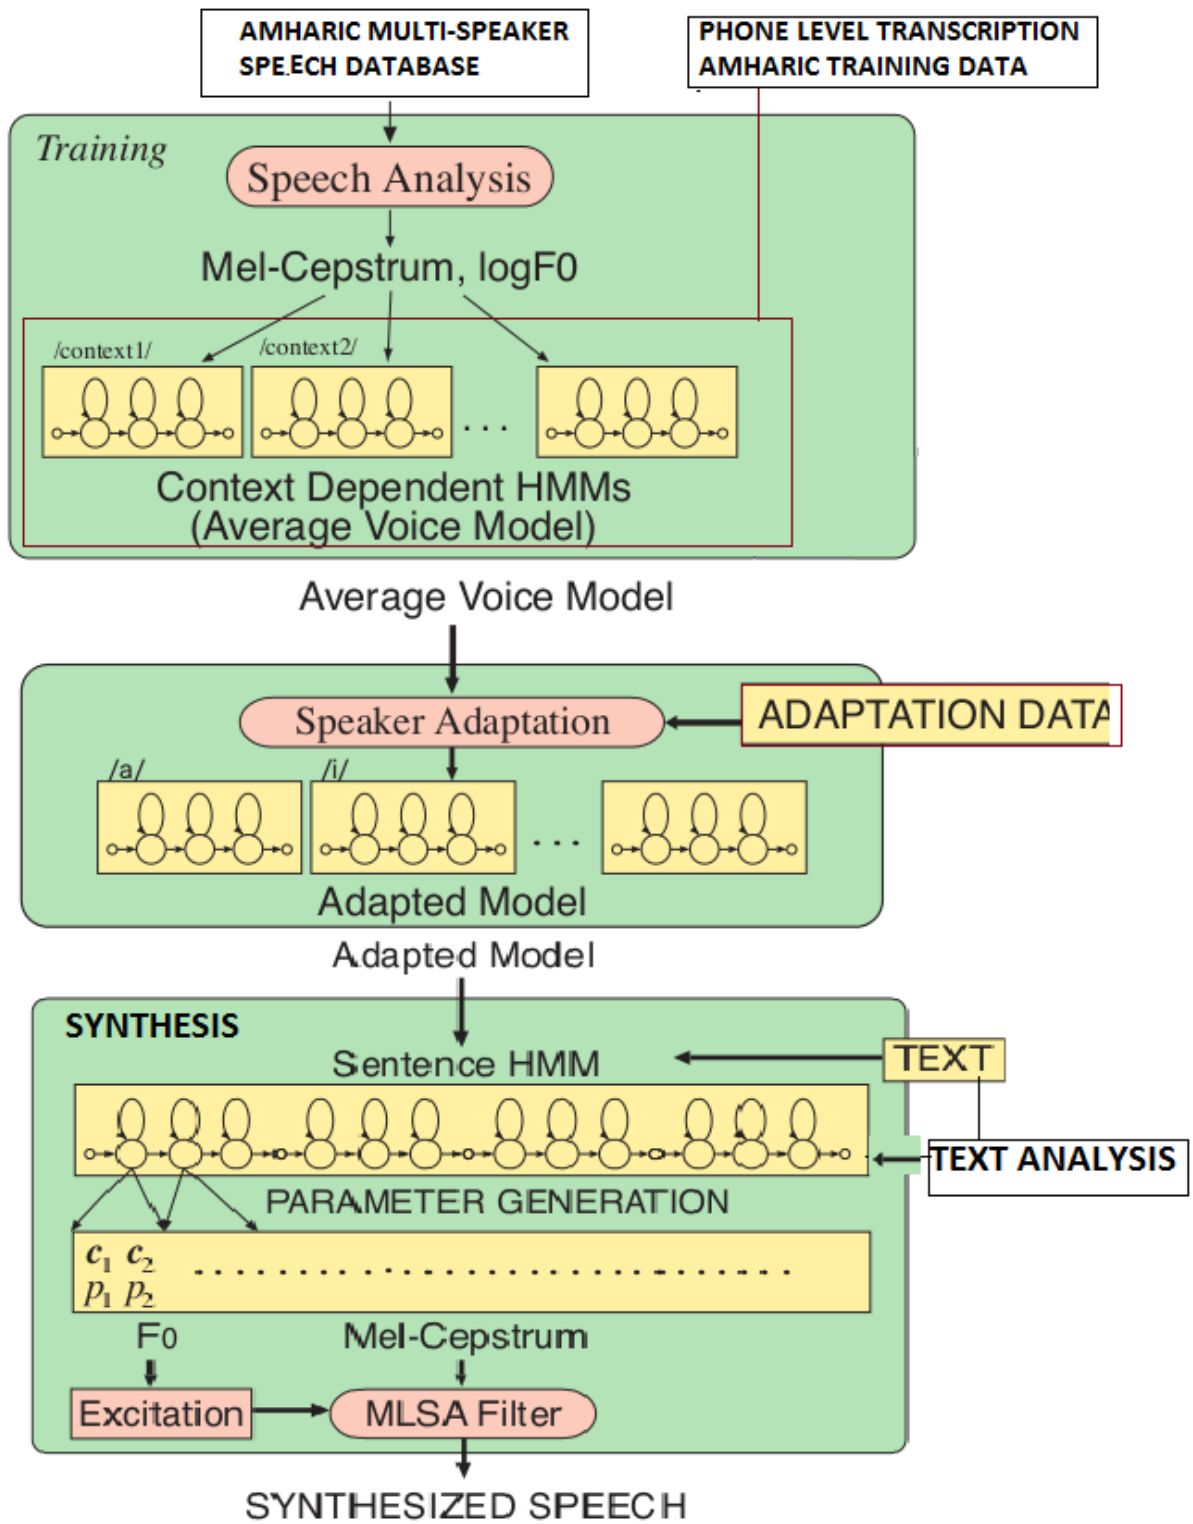 AMHARIC MULTI-SPEAKER
SPE.ECH DATABASE
PHONE LEVEL TRANSCRIPTION
AMHARIC TRAINING DATA
Training
Speech Analysis
Mel-Cepstrum, logF0
/context1/
/context2/
. . .
Context Dependent HMMs
(Average Voice Model)
Average Voice Model
Speaker Adaptation
ADAPTATION DATA
/a/
/i/
. . .
Adapted Model
Adapted Model
SYNTHESIS
Sentence HMM
TEXT
TEXT ANALYSIS
PARAMETER GENERATION
c1 c2
p1 p2
F0
Mel-Cepstrum
Excitation
MLSA Filter
SYNTHESIZED SPEECH